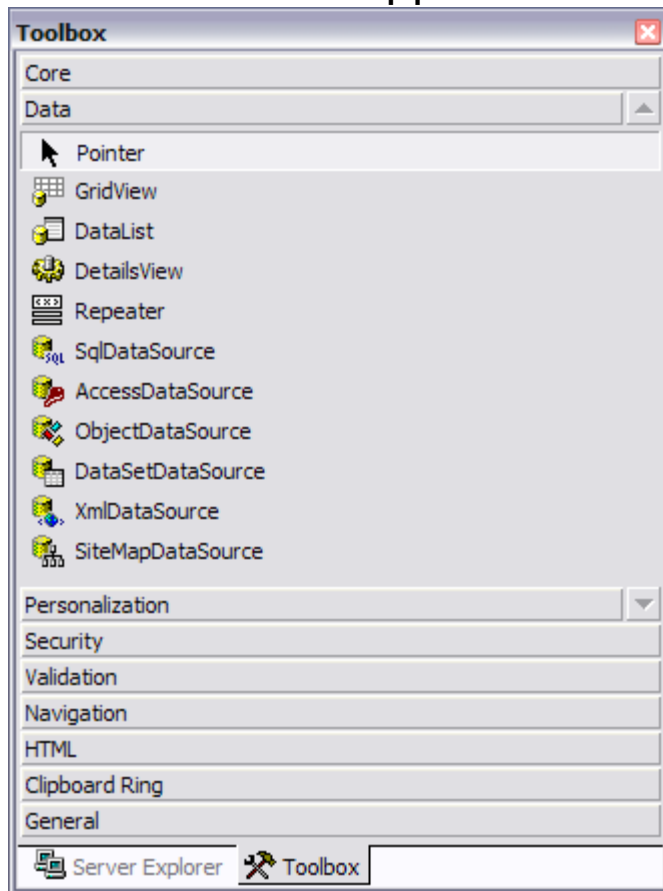 Toolbox
Core
Data
Pointer
GridView
DataList
DetailsView
Repeater
SqlDataSource
AccessDataSource
ObjectDataSource
DataSetDataSource
XmlDataSource
SiteMapDataSource
Personalization
Security
Validation
Navigation
HTML
Clipboard Ring
General
Server Explorer Toolbox